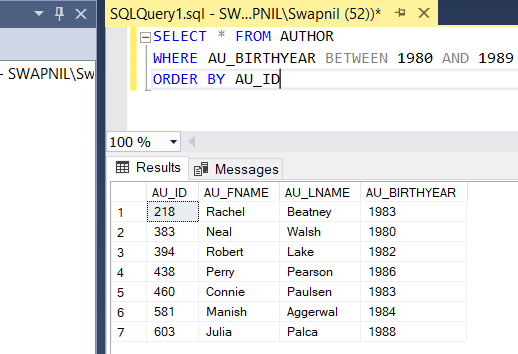 SQLQuery1.sql - SW...PNIL\Swapnil (52))*
- SWAPNIL\Sw
SELECT * FROM AUTHOR
WHERE AU_BIRTHYEAR BETWEEN 1980 AND 1989
ORDER BY AU_ID
100 %
Results Messages
AU_ID AU_FNAME AU_LNAME AU_BIRTHYEAR
1 218 Rachel Beatney 1983
2 383 Neal Walsh 1980
3 394 Robert Lake 1982
4 438 Perry Pearson 1986
5 460 Connie Paulsen 1983
6 581 Manish Aggerwal 1984
7 603 Julia Palca 1988